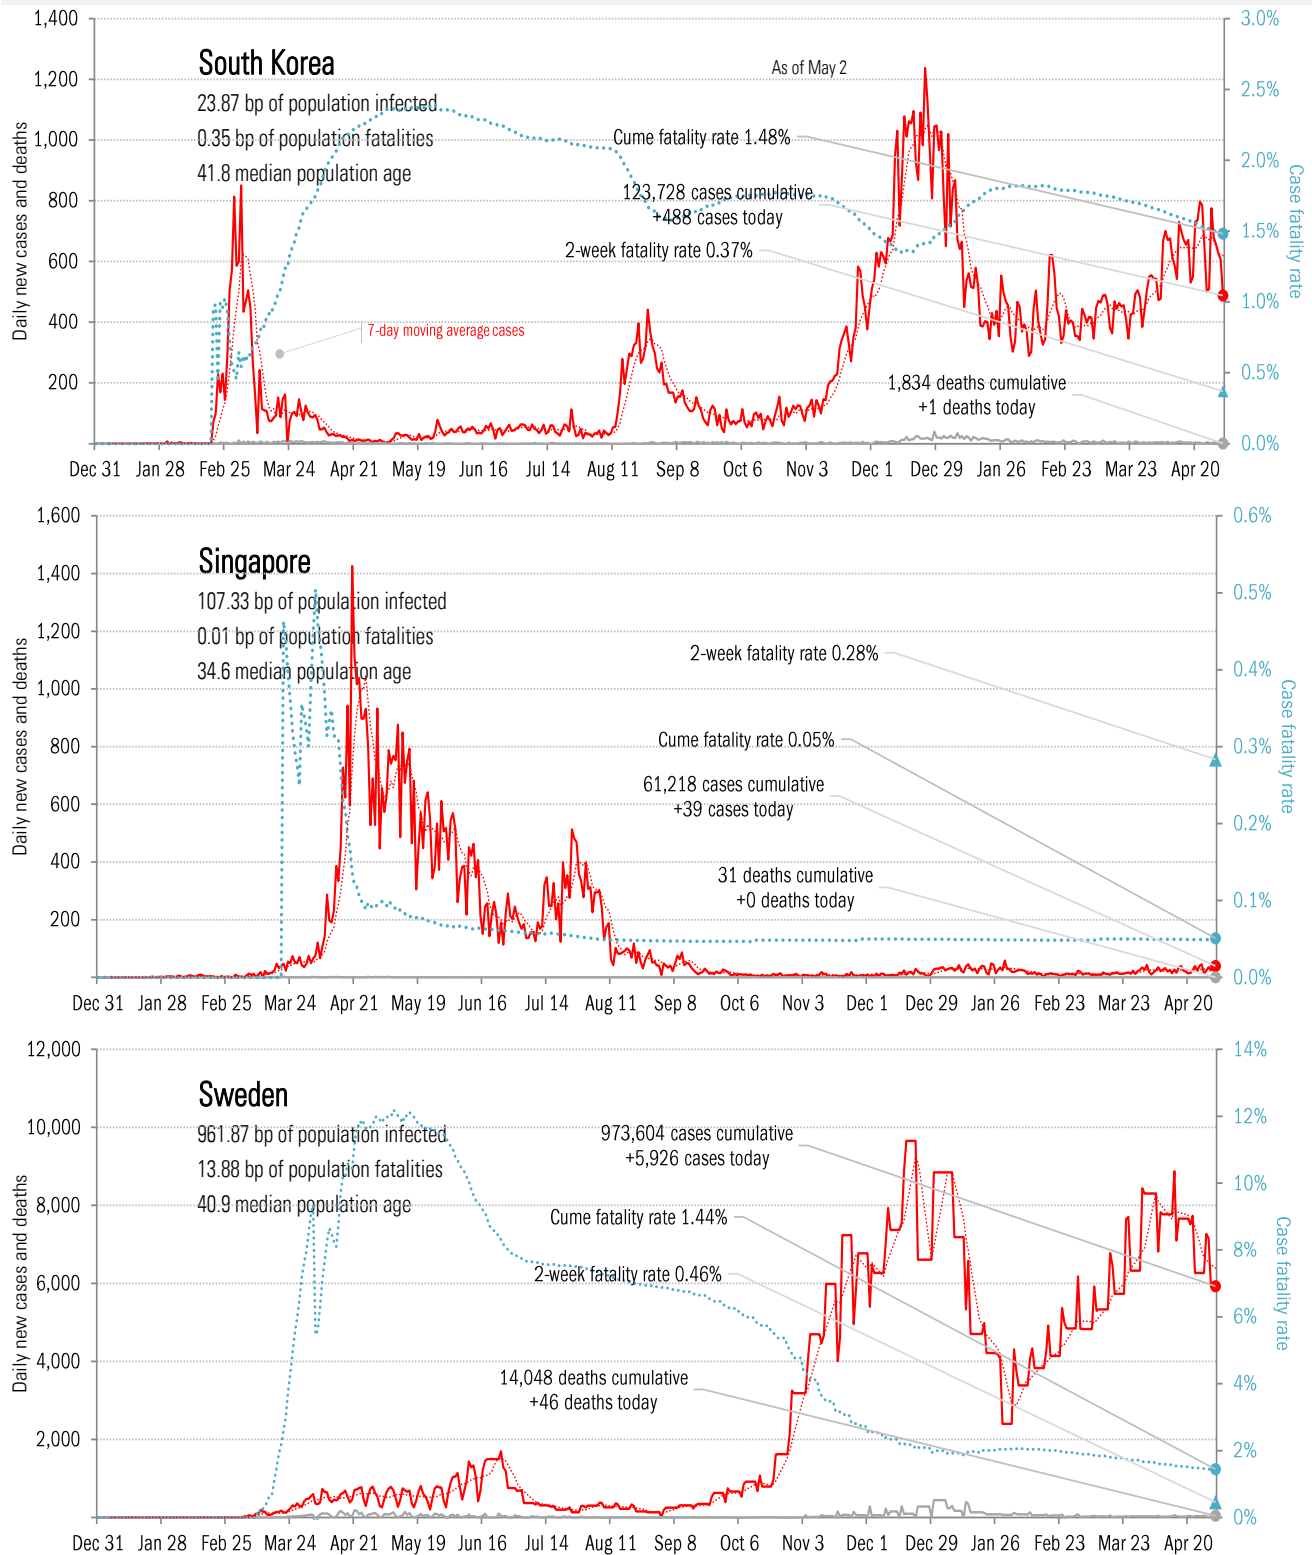 1,400
1,200
1,000
800
600
400
200
Daily new cases and deaths
3.0%
2.5%
2.0%
1.5%
1.0%
0.5%
0.0%
Case fatality rate
South Korea
23.87 bp of population infected
0.35 bp of population fatalities
41.8 median population age
As of May 2
Cume fatality rate 1.48%
123,728 cases cumulative
+488 cases today
2-week fatality rate 0.37%
7-day moving average cases
1,834 deaths cumulative
+1 deaths today
Dec 31 Jan 28 Feb 25 Mar 24 Apr 21 May 19 Jun 16 Jul 14 Aug 11 Sep 8 Oct 6 Nov 3 Dec 1 Dec 29 Jan 26 Feb 23 Mar 23 Apr 20
1,600
1,400
1,200
1,000
800
600
400
200
Daily new cases and deaths
0.6%
0.5%
0.4%
0.3%
0.2%
0.1%
0.0%
Case fatality rate
Singapore
107.33 bp of population infected
0.01 bp of population fatalities
34.6 median population age
2-week fatality rate 0.28%
Cume fatality rate 0.05%
61,218 cases cumulative
+39 cases today
31 deaths cumulative
+0 deaths today
Dec 31 Jan 28 Feb 25 Mar 24 Apr 21 May 19 Jun 16 Jul 14 Aug 11 Sep 8 Oct 6 Nov 3 Dec 1 Dec 29 Jan 26 Feb 23 Mar 23 Apr 20
12,000
10,000
8,000
6,000
4,000
2,000
Daily new cases and deaths
14%
12%
10%
8%
6%
4%
2%
0%
Case fatality rate
Sweden
961.87 bp of population infected
13.88 bp of population fatalities
40.9 median population age
973,604 cases cumulative
+5,926 cases today
Cume fatality rate 1.44%
2-week fatality rate 0.46%
14,048 deaths cumulative
+46 deaths today
Dec 31 Jan 28 Feb 25 Mar 24 Apr 21 May 19 Jun 16 Jul 14 Aug 11 Sep 8 Oct 6 Nov 3 Dec 1 Dec 29 Jan 26 Feb 23 Mar 23 Apr 20